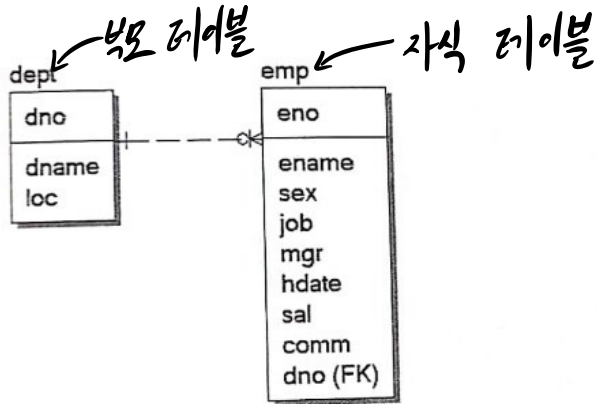 부모 테이블
자식 테이블
dept
emp
dno
eno
dname
loc
ename
sex
job
mgr
hdate
sal
comm
dno (FK)